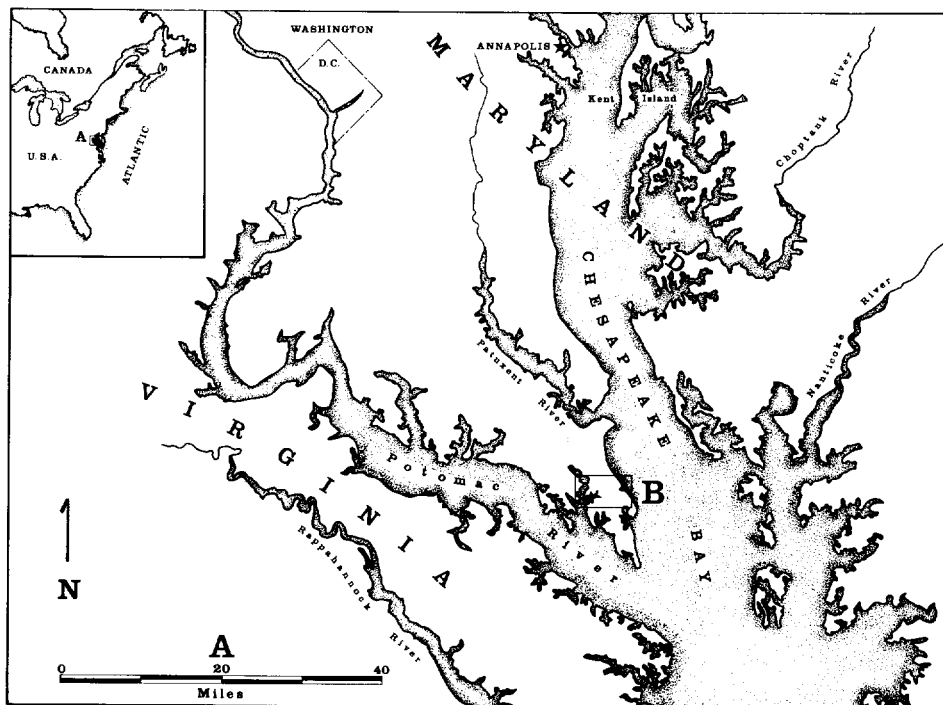 CANADA
A
U.S.A.
ATLANTIC
WASHINGTON
D.C.
MARYLAND
ANNAPOLIS
Kent Island
Choptank River
CHESAPEAKE BAY
Patuxent River
Nanticoke River
VIRGINIA
Potomac River
B
Rappahannock River
N
A
0 20 40
Miles